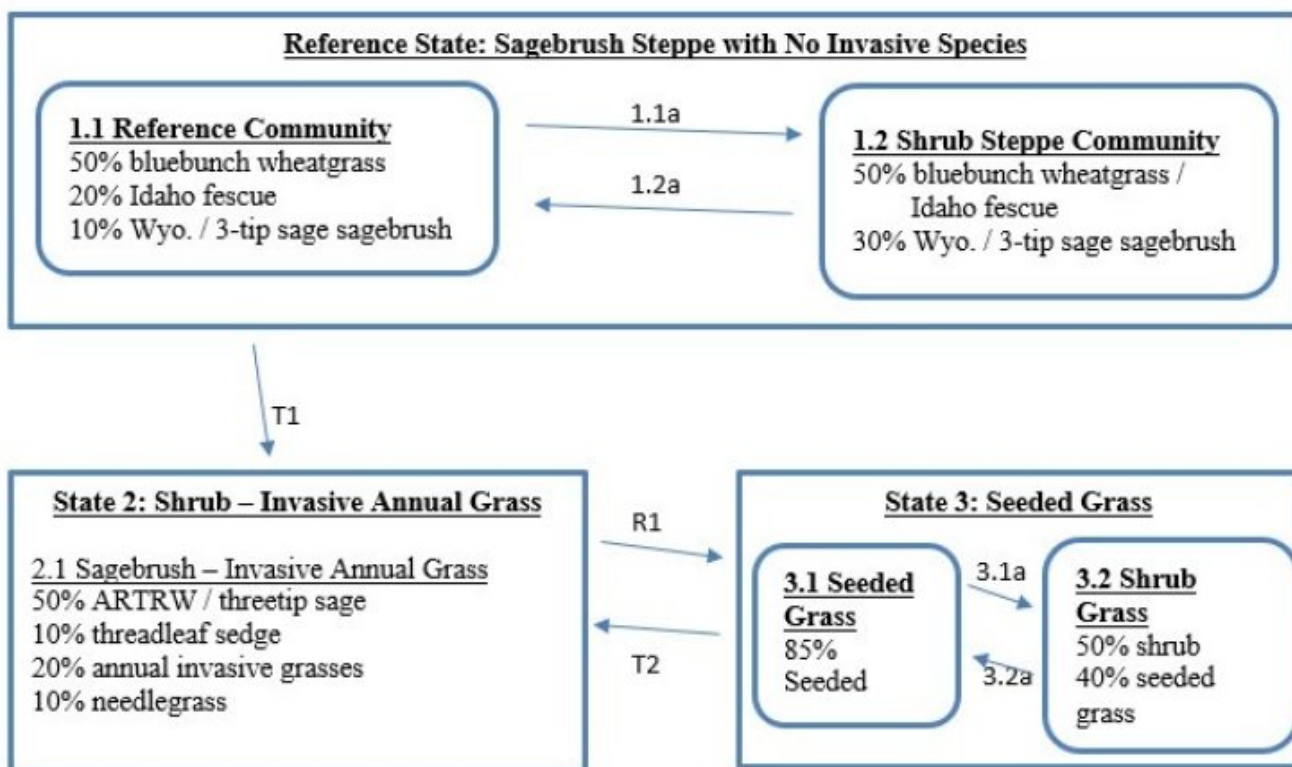 Reference State: Sagebrush Steppe with No Invasive Species
1.1 Reference Community
50% bluebunch wheatgrass
20% Idaho fescue
10% Wyo. / 3-tip sage sagebrush
1.1a
1.2a
1.2 Shrub Steppe Community
50% bluebunch wheatgrass /
Idaho fescue
30% Wyo. / 3-tip sage sagebrush
T1
State 2: Shrub – Invasive Annual Grass
2.1 Sagebrush – Invasive Annual Grass
50% ARTRW / threetip sage
10% threadleaf sedge
20% annual invasive grasses
10% needlegrass
R1
T2
State 3: Seeded Grass
3.1 Seeded
Grass
85%
Seeded
3.1a
3.2a
3.2 Shrub
Grass
50% shrub
40% seeded
grass